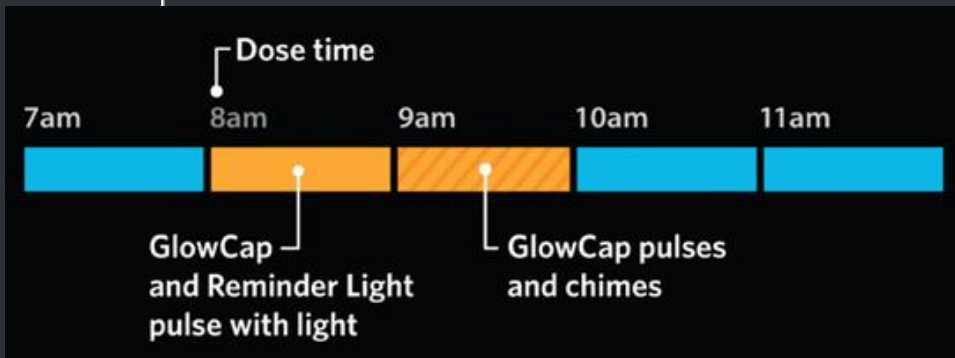 Dose time
7am 8am 9am 10am 11am
GlowCap
and Reminder Light
pulse with light
GlowCap pulses
and chimes